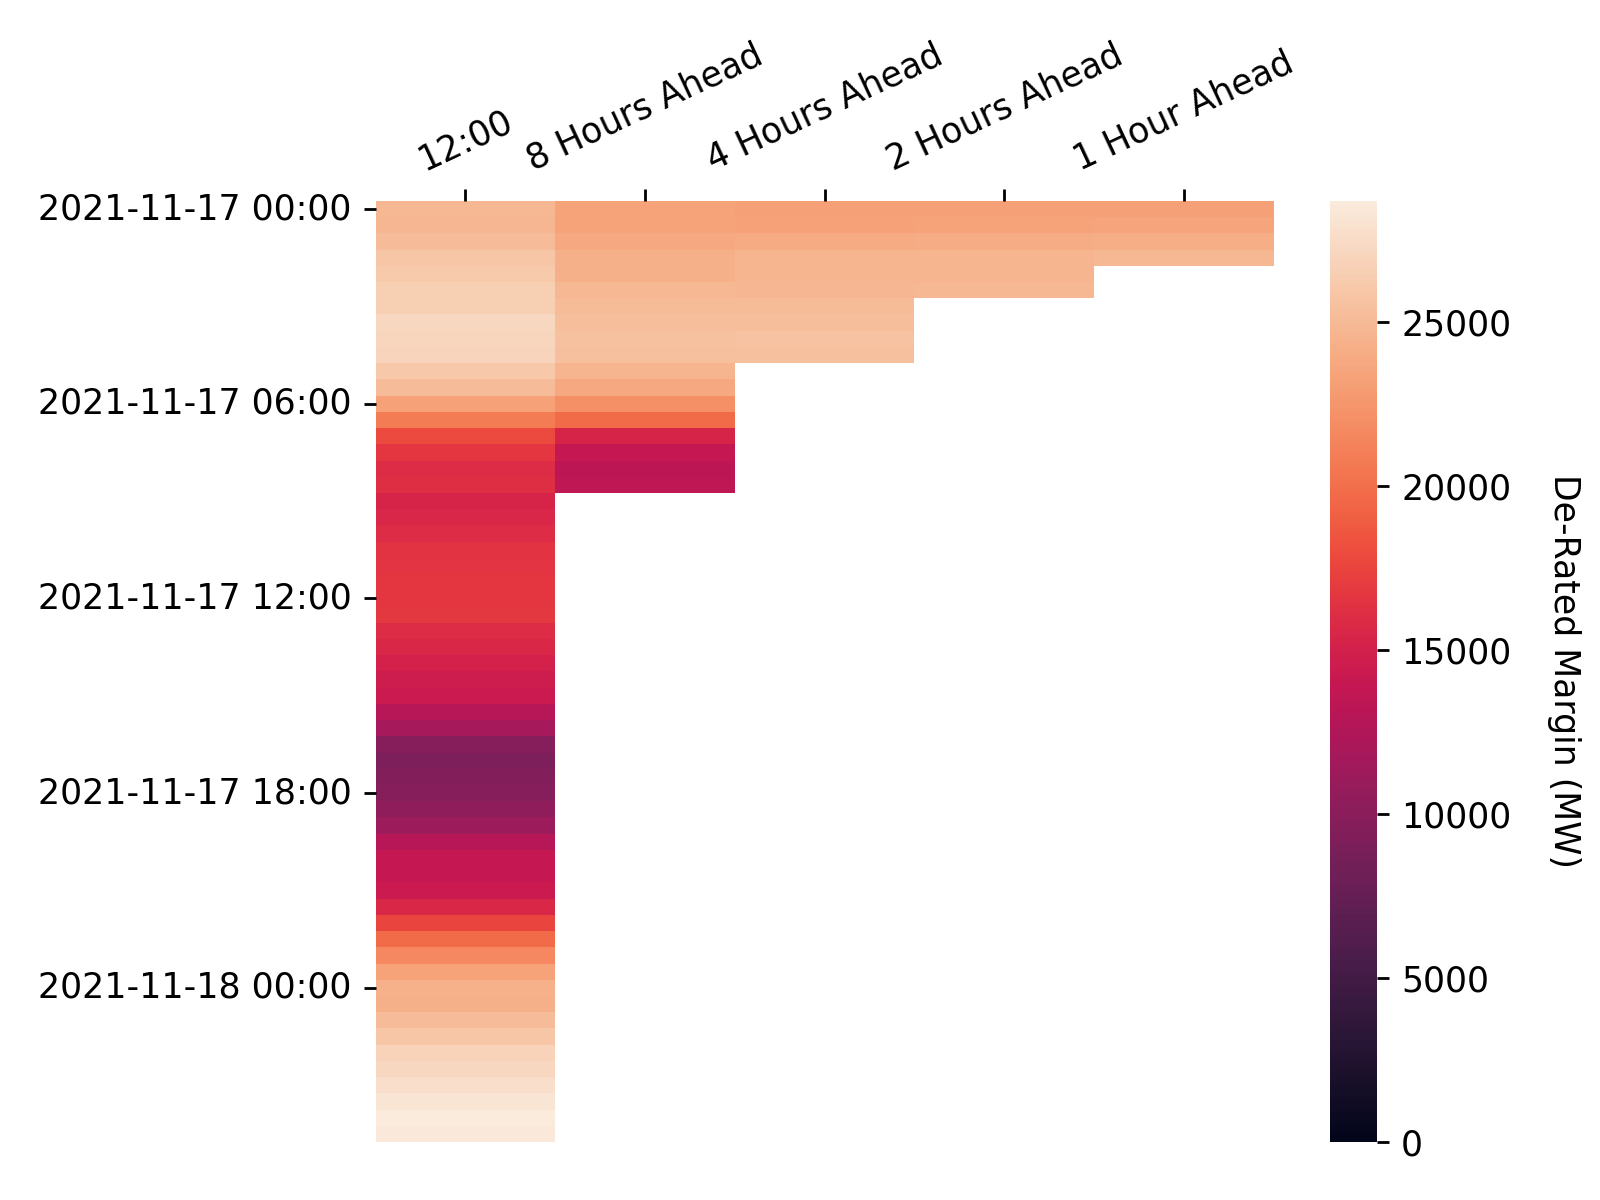 12:00
8 Hours Ahead
4 Hours Ahead
2 Hours Ahead
1 Hour Ahead
2021-11-17 00:00
2021-11-17 06:00
2021-11-17 12:00
2021-11-17 18:00
2021-11-18 00:00
25000
20000
15000
10000
5000
0
De-Rated Margin (MW)